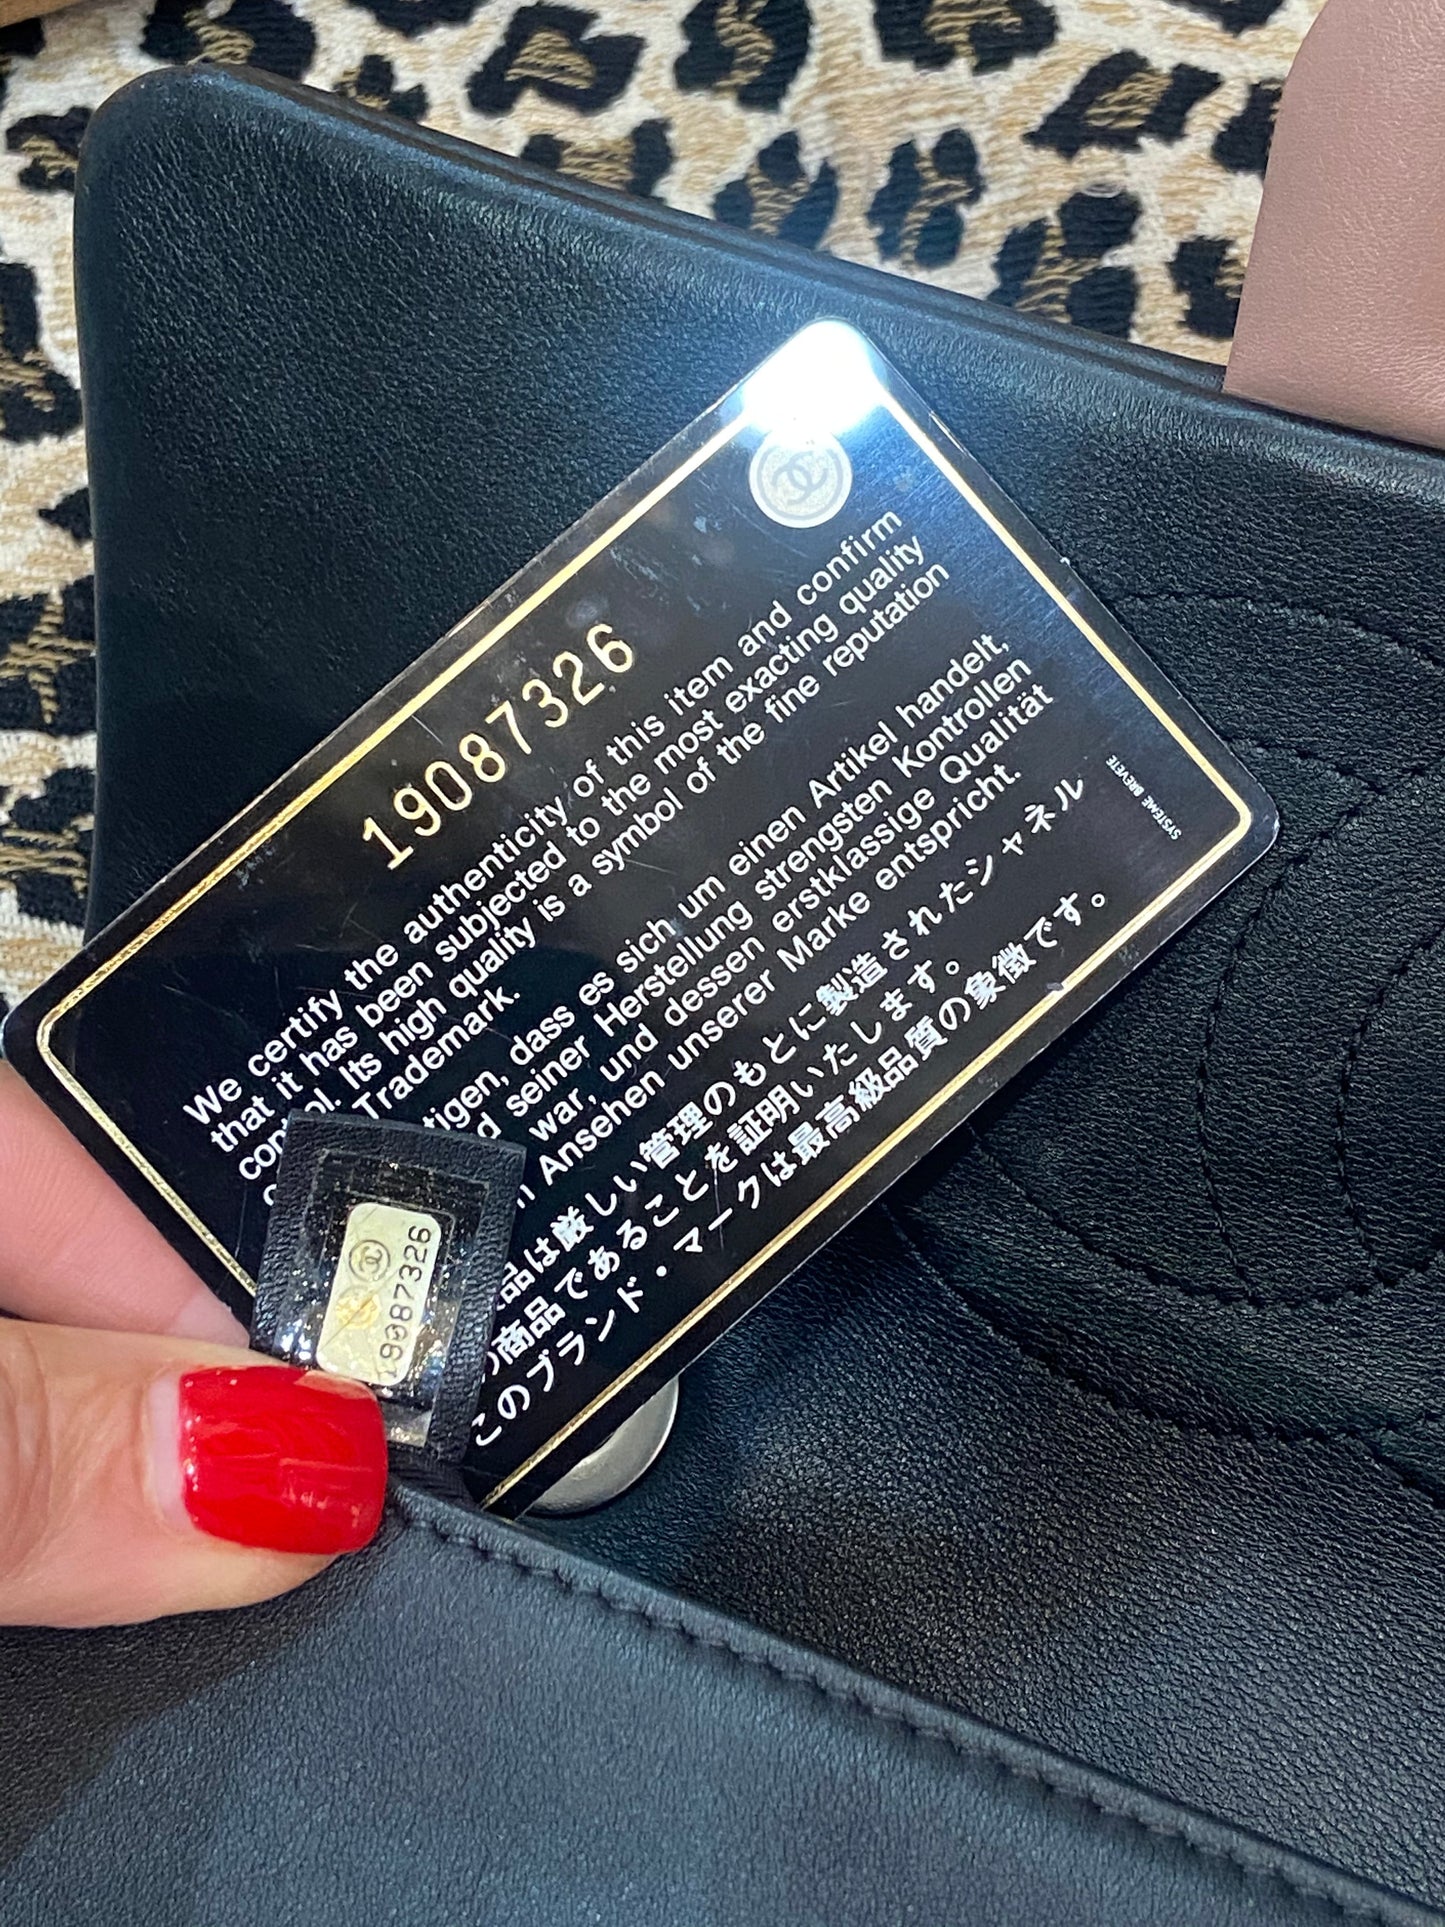 19087326
We certify the authenticity of this item and confirm
that it has been subjected to the most exacting quality
Its high quality is a symbol of the fine reputation
Trademark.
dass es sich um einen Artikel handelt,
seiner Herstellung strengsten Kontrollen
war, und dessen erstklassige Qualität
Ansehen unserer Marke entspricht.
品は厳しい管理のもとに製造されたシャネル
の商品であることを証明いたします。
このブランド・マークは最高級品質の象徴です。
SYSTEME BREVETE
19087326